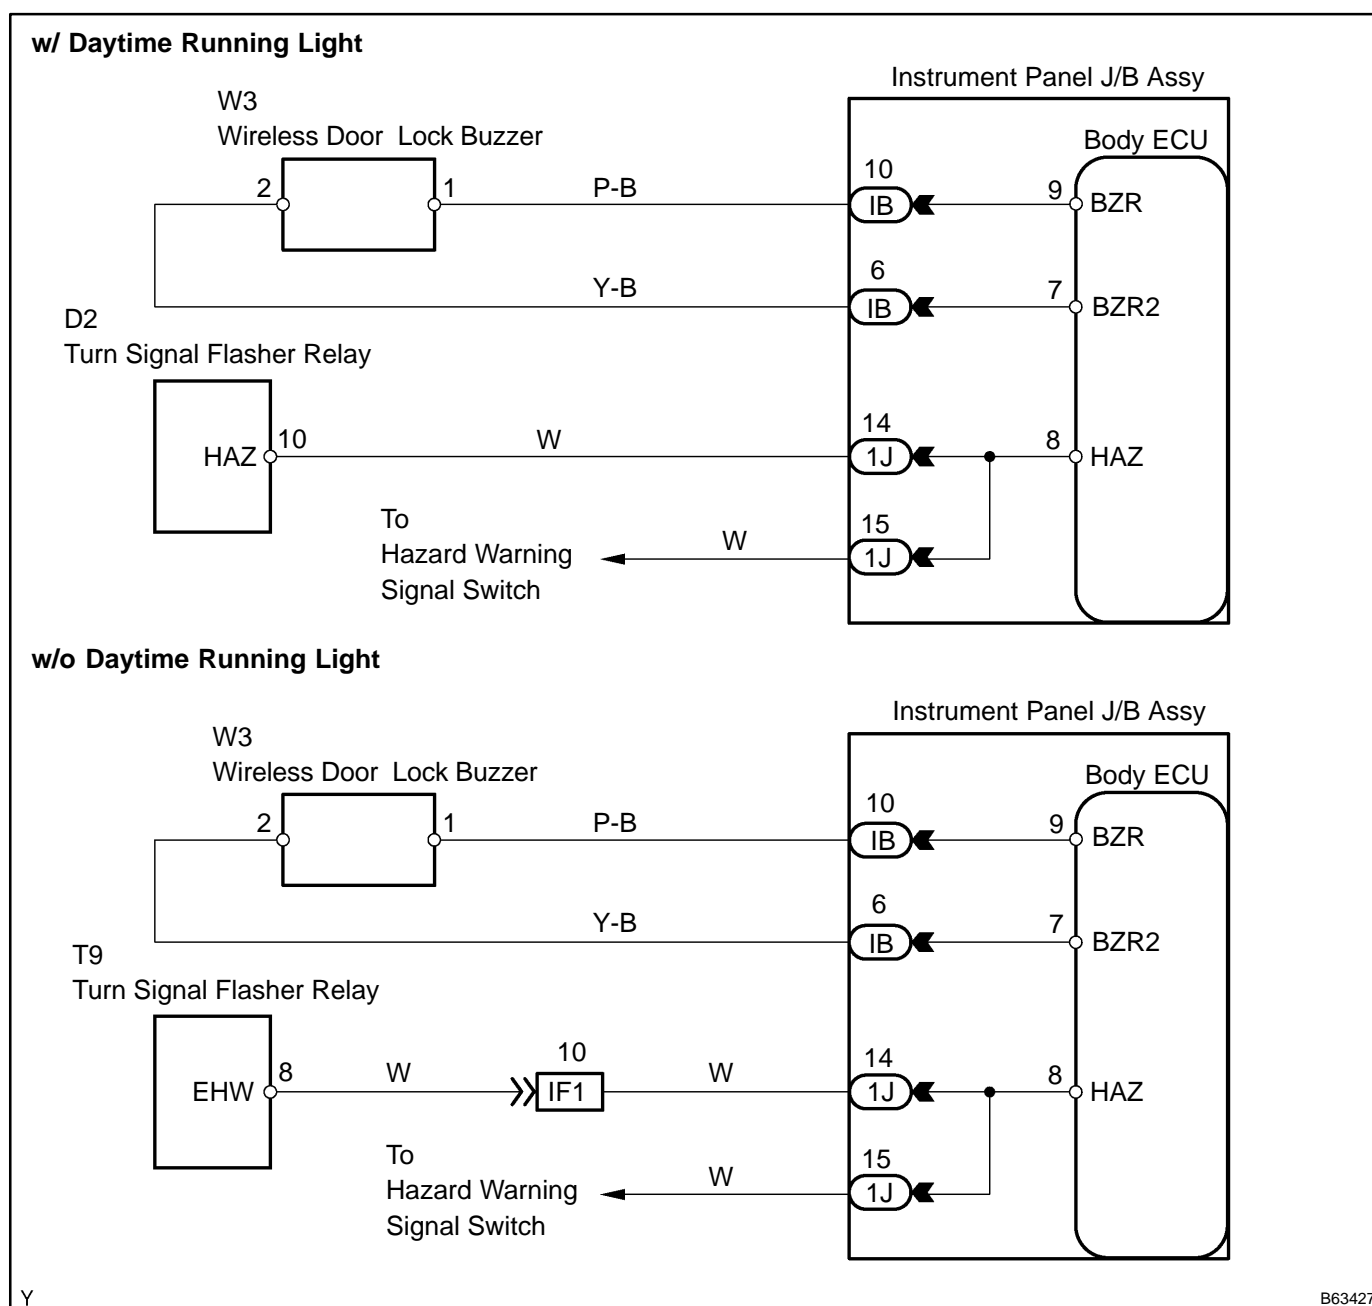 w/ Daytime Running Light
Instrument Panel J/B Assy
W3
Wireless Door Lock Buzzer
Body ECU
2
1
P-B
10
IB
9
BZR
Y-B
6
IB
7
BZR2
D2
Turn Signal Flasher Relay
HAZ
10
W
14
1J
8
HAZ
To
Hazard Warning
Signal Switch
W
15
1J
w/o Daytime Running Light
Instrument Panel J/B Assy
W3
Wireless Door Lock Buzzer
Body ECU
2
1
P-B
10
IB
9
BZR
Y-B
6
IB
7
BZR2
T9
Turn Signal Flasher Relay
EHW
8
W
10
IF1
W
14
1J
8
HAZ
To
Hazard Warning
Signal Switch
W
15
1J
Y
B63427